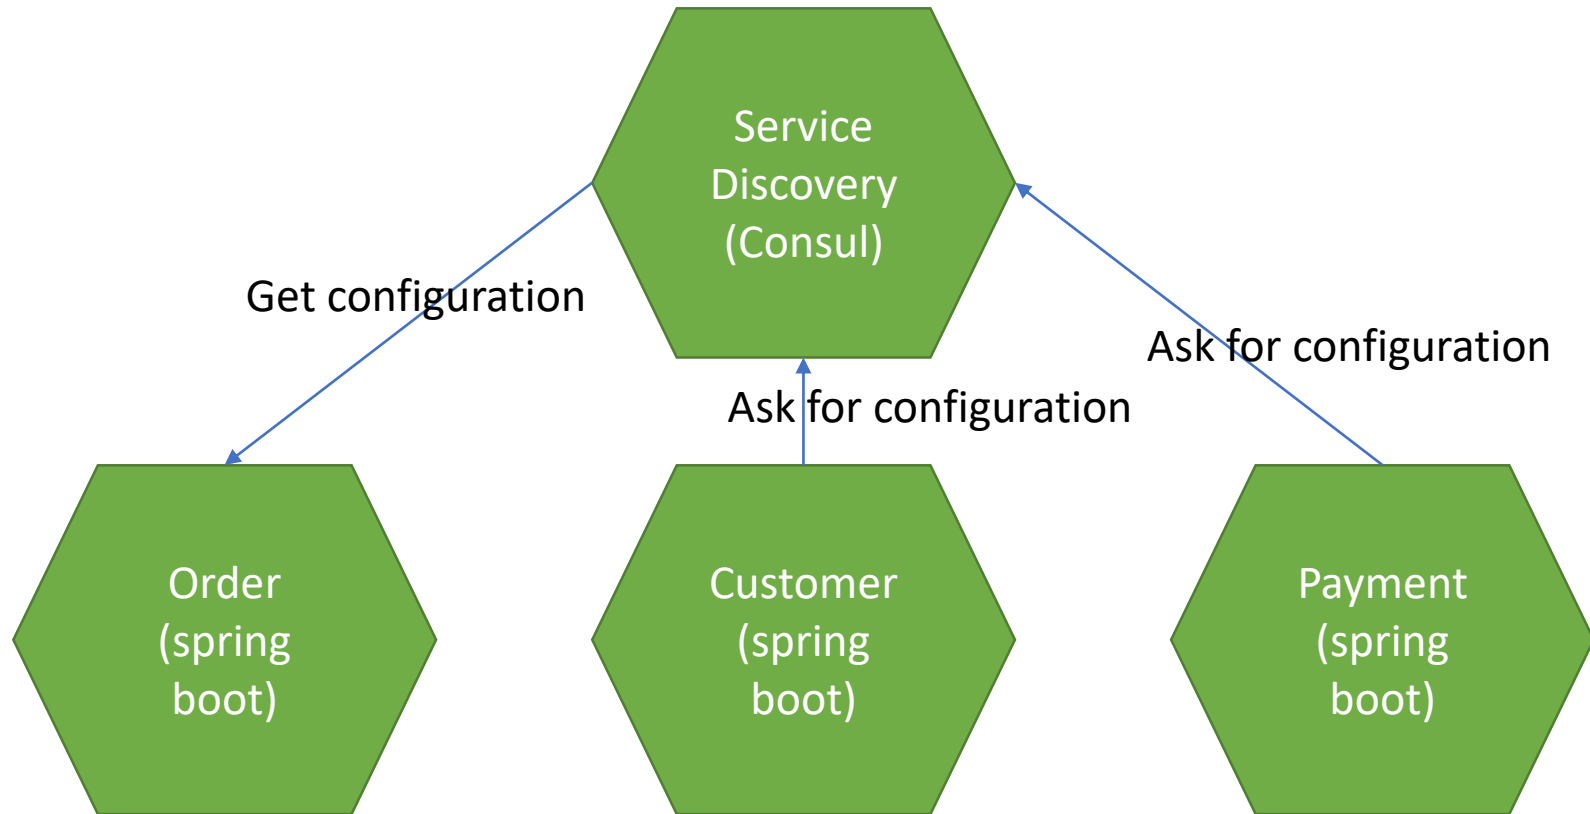 Service
Discovery
(Consul)
Get configuration
Ask for configuration
Ask for configuration
Order
(spring
boot)
Customer
(spring
boot)
Payment
(spring
boot)